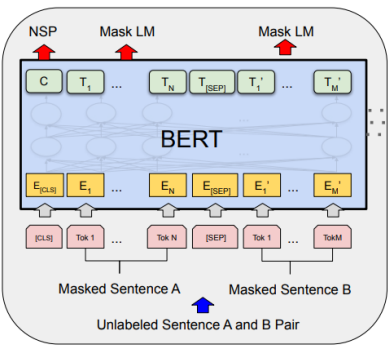 NSP Mask LM Mask LM
C T1 ... TN T[SEP] T1' ... TM'
BERT
E[CLS] E1 ... EN E[SEP] E1' ... EM'
[CLS] Tok 1 ... Tok N [SEP] Tok 1 ... TokM
Masked Sentence A Masked Sentence B
Unlabeled Sentence A and B Pair